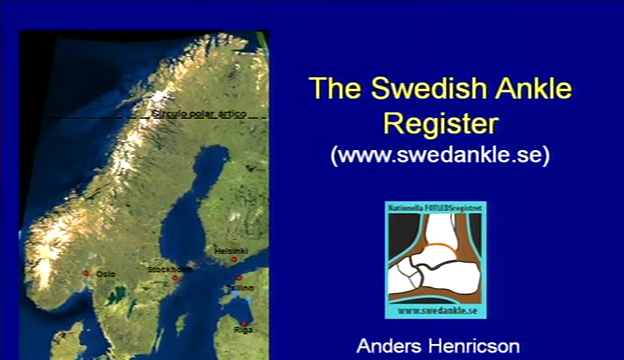 The Swedish Ankle
Register
(www.swedankle.se)
Círculo polar ártico
Helsinki
Oslo
Stockholm
Tallinn
Riga
Nationella FOTLEDSregistret
www.swedankle.se
Anders Henricson